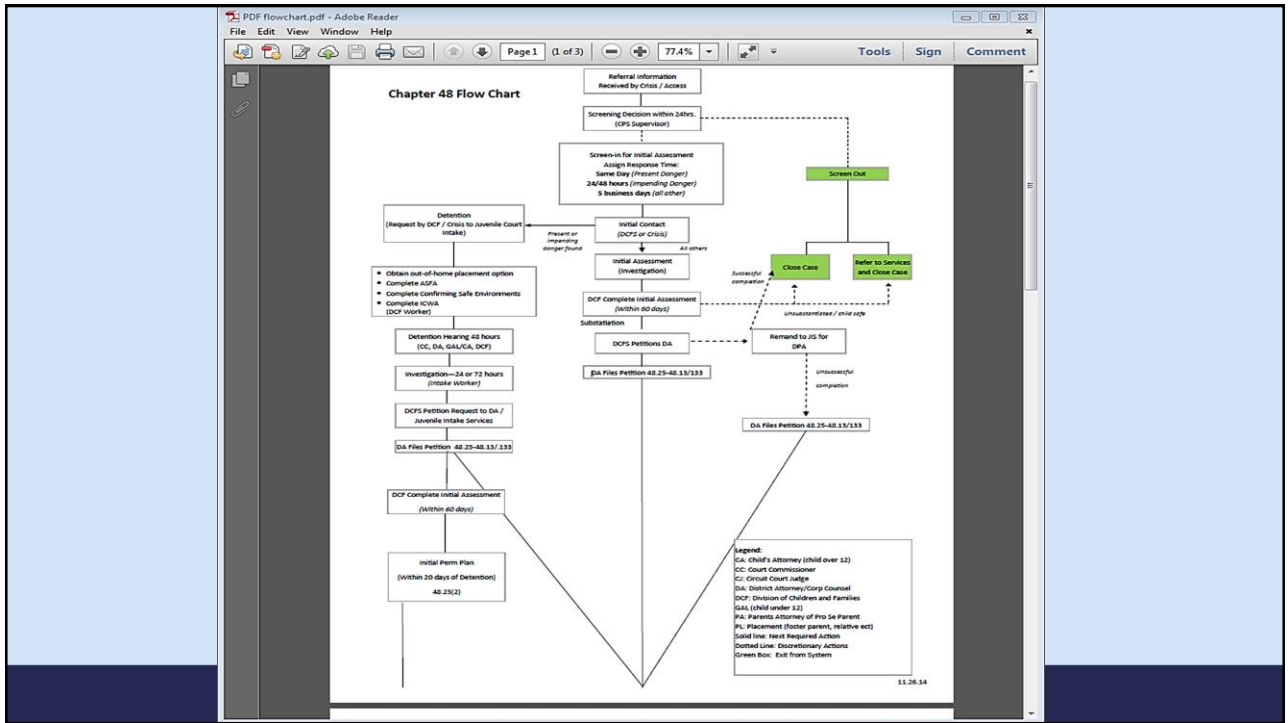 PDF flowchart.pdf - Adobe Reader
File Edit View Window Help
Page 1 (1 of 3) 77.4% Tools Sign Comment
Chapter 48 Flow Chart
Referral Information
Received by Crisis / Access
Screening Decision within 24hrs.
(CPS Supervisor)
Screen-in for Initial Assessment
Assign Response Time:
Same Day (Present Danger)
24/48 hours (Impending Danger)
5 business days (all other)
Screen Out
Detention
(Request by DCF / Crisis to Juvenile Court
Intake)
Present or
impending
danger found
Initial Contact
(DCFS or Crisis)
All others
Initial Assessment
(Investigation)
Successful
completion
Close Case
Refer to Services
and Close Case
• Obtain out-of-home placement option
• Complete ASFA
• Complete Confirming Safe Environments
• Complete ICWA
(DCF Worker)
DCF Complete Initial Assessment
(Within 60 days)
Unsubstantiated / child safe
Substatiation
Detention Hearing 48 hours
(CC, DA, GAL/CA, DCF)
DCFS Petitions DA
Remand to JIS for
DPA
Investigation—24 or 72 hours
(Intake Worker)
DA Files Petition 48.25-48.13/133
Unsuccessful
completion
DCFS Petition Request to DA /
Juvenile Intake Services
DA Files Petition 48.25-48.13/133
DA Files Petition 48.25-48.13/.133
DCF Complete Initial Assessment
(Within 60 days)
Initial Perm Plan
(Within 20 days of Detention)
48.25(2)
Legend:
CA: Child's Attorney (child over 12)
CC: Court Commissioner
CJ: Circuit Court Judge
DA: District Attorney/Corp Counsel
DCF: Division of Children and Families
GAL (child under 12)
PA: Parents Attorney of Pro Se Parent
PL: Placement (foster parent, relative ect)
Solid line: Next Required Action
Dotted Line: Discretionary Actions
Green Box: Exit from System
11.26.14